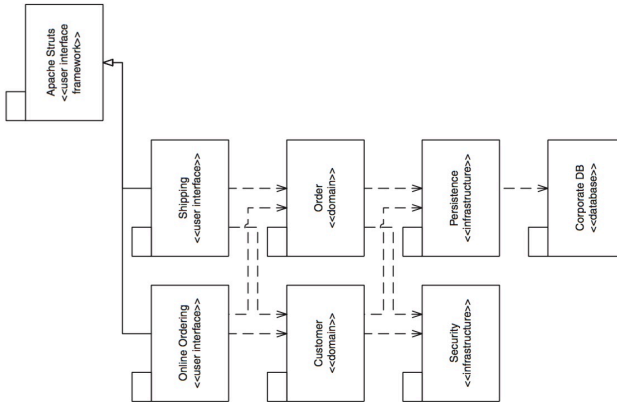 Apache Struts
<<user interface
framework>>
Online Ordering
<<user interface>>
Shipping
<<user interface>>
Customer
<<domain>>
Order
<<domain>>
Security
<<infrastructure>>
Persistence
<<infrastructure>>
Corporate DB
<<database>>